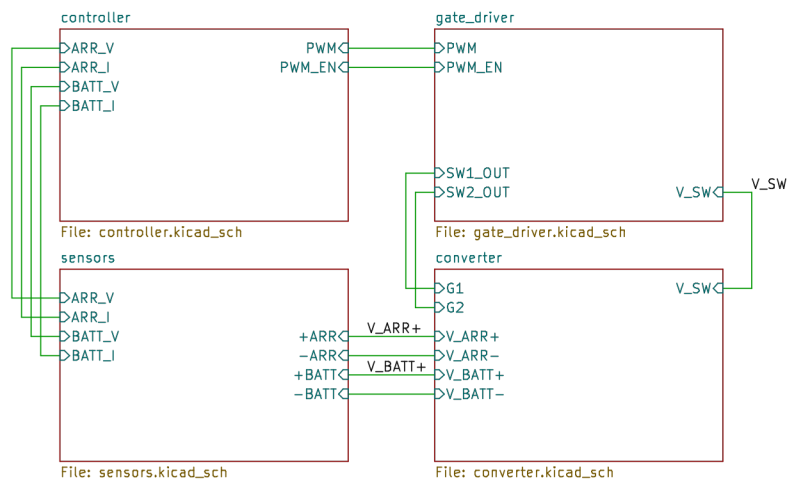 controller
ARR_V
ARR_I
BATT_V
BATT_I
PWM
PWM_EN
File: controller.kicad_sch
gate_driver
PWM
PWM_EN
SW1_OUT
SW2_OUT
V_SW
File: gate_driver.kicad_sch
V_SW
sensors
ARR_V
ARR_I
BATT_V
BATT_I
+ARR
-ARR
+BATT
-BATT
File: sensors.kicad_sch
V_ARR+
V_BATT+
converter
G1
G2
V_ARR+
V_ARR-
V_BATT+
V_BATT-
V_SW
File: converter.kicad_sch